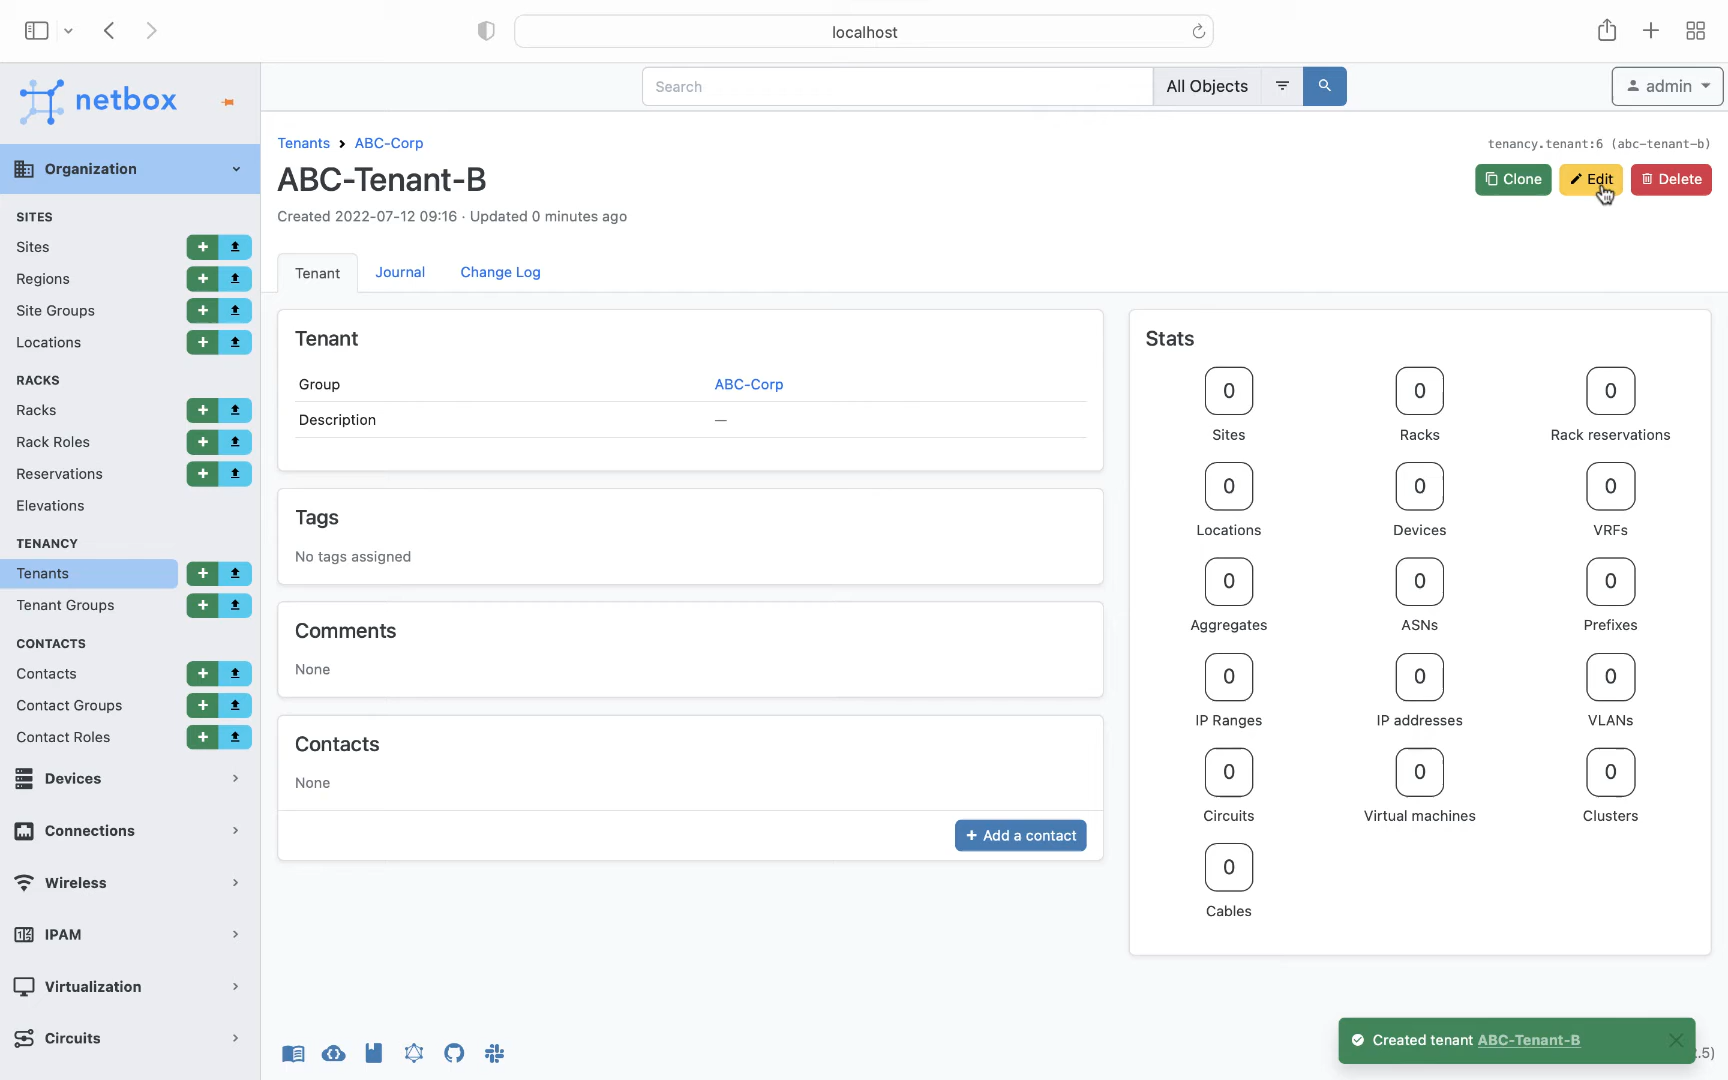 localhost
netbox
Search
All Objects
admin
Organization
SITES
Sites
Regions
Site Groups
Locations
RACKS
Racks
Rack Roles
Reservations
Elevations
TENANCY
Tenants
Tenant Groups
CONTACTS
Contacts
Contact Groups
Contact Roles
Devices
Connections
Wireless
IPAM
Virtualization
Circuits
Tenants
ABC-Corp
tenancy.tenant:6 (abc-tenant-b)
ABC-Tenant-B
Clone
Edit
Delete
Created 2022-07-12 09:16 · Updated 0 minutes ago
Tenant
Journal
Change Log
Tenant
Group ABC-Corp
Description —
Tags
No tags assigned
Comments
None
Contacts
None
+ Add a contact
Stats
0 0 0
Sites Racks Rack reservations
0 0 0
Locations Devices VRFs
0 0 0
Aggregates ASNs Prefixes
0 0 0
IP Ranges IP addresses VLANs
0 0 0
Circuits Virtual machines Clusters
0
Cables
Created tenant ABC-Tenant-B
.5)